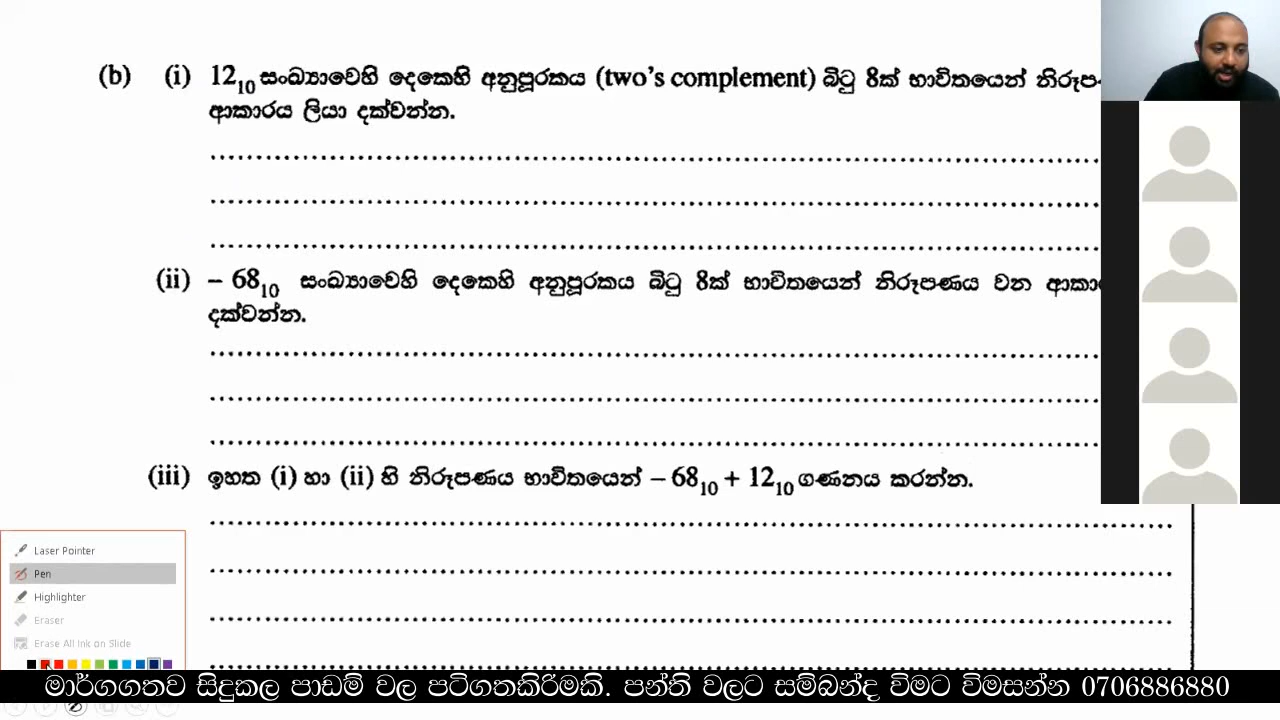 (b) (i) 12₁₀ සංඛ්‍යාවෙහි දෙකෙහි අනුපූරකය (two's complement) බිටු 8ක් භාවිතයෙන්
ආකාරය ලියා දක්වන්න.
(ii) – 68₁₀ සංඛ්‍යාවෙහි දෙකෙහි අනුපූරකය බිටු 8ක් භාවිතයෙන් නිරූපණය වන
දක්වන්න.
(iii) ඉහත (i) හා (ii) හි නිරූපණය භාවිතයෙන් – 68₁₀ + 12₁₀ ගණනය කරන්න.
Laser Pointer
Pen
Highlighter
Eraser
Erase All Ink on Slide
මාර්ගගතව සිදුකල පාඩම් වල පටිගතකිරිමකි. පන්ති වලට සම්බන්ද විමට විමසන්න 0706886880